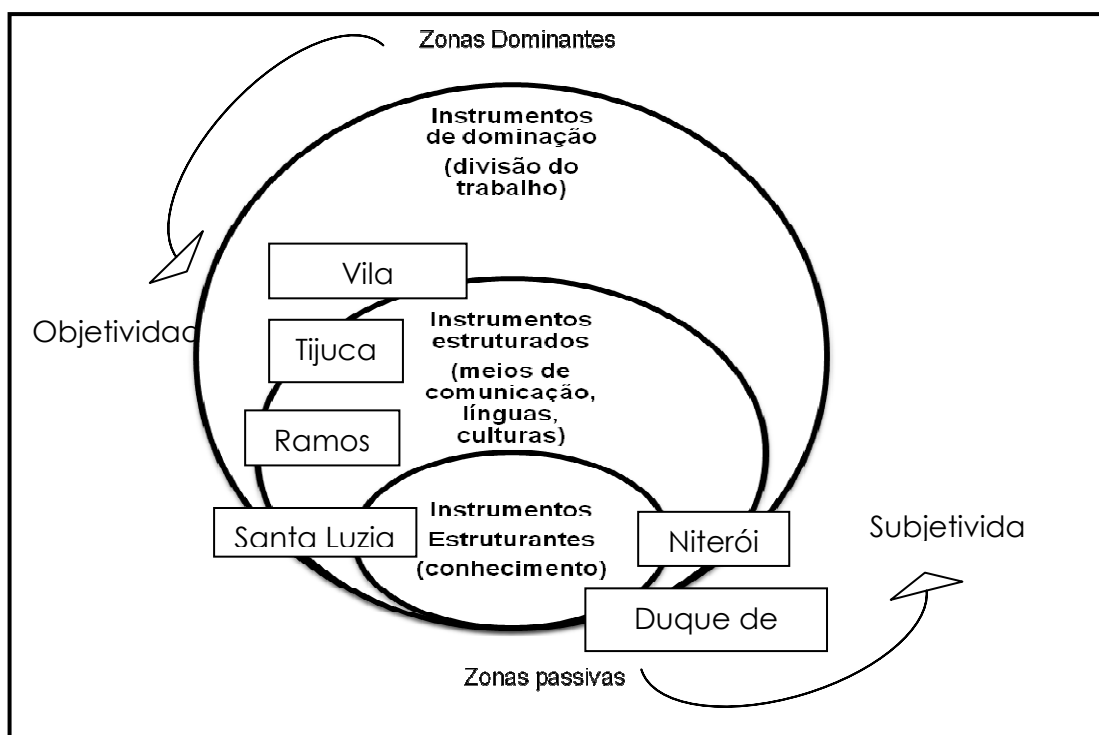 Zonas Dominantes
Instrumentos
de dominação
(divisão do
trabalho)
Vila
Objetividad
Tijuca
Instrumentos
estruturados
(meios de
comunicação,
línguas,
culturas)
Ramos
Santa Luzia
Instrumentos
Estruturantes
(conhecimento)
Niterói
Subjetivida
Duque de
Zonas passivas